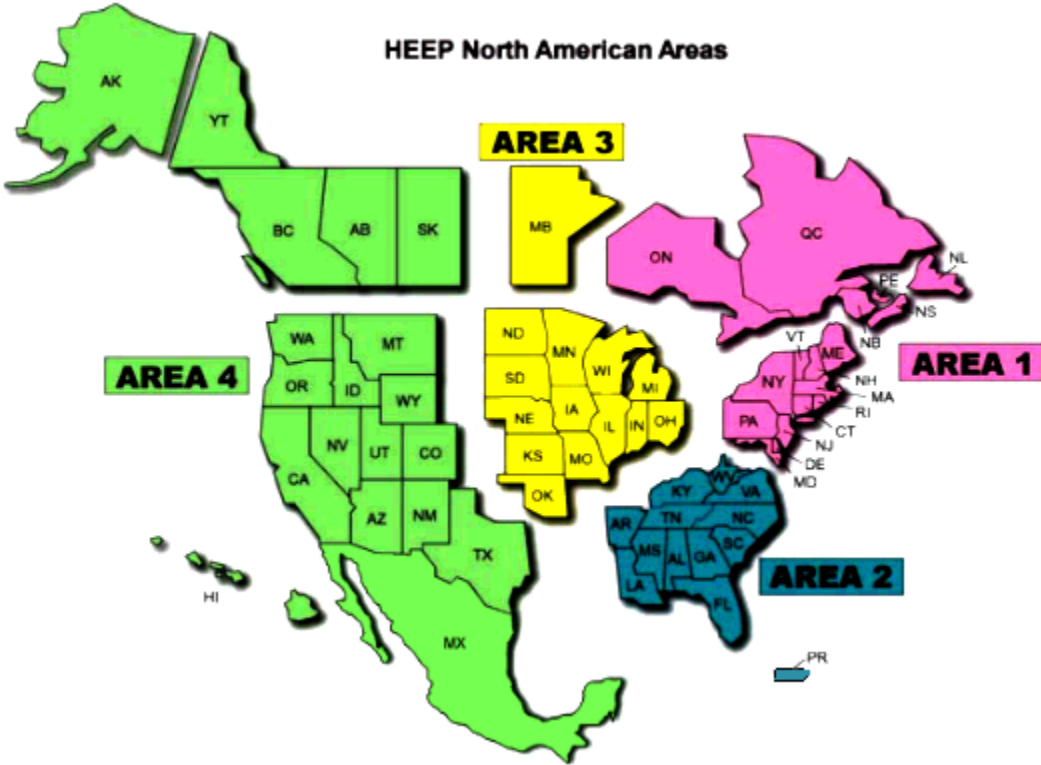 HEEP North American Areas
AK
YT
AREA 3
BC
AB
SK
MB
ON
QC
NL
PE
NS
NB
WA
MT
ND
MN
WI
MI
VT
ME
AREA 1
AREA 4
OR
ID
WY
SD
IA
NE
IL
IN
OH
NY
NH
MA
RI
PA
CT
NJ
DE
MD
NV
UT
CO
CA
KS
MO
OK
AZ
NM
TX
KY
WV
VA
AR
TN
NC
MS
AL
GA
SC
LA
FL
AREA 2
HI
MX
PR